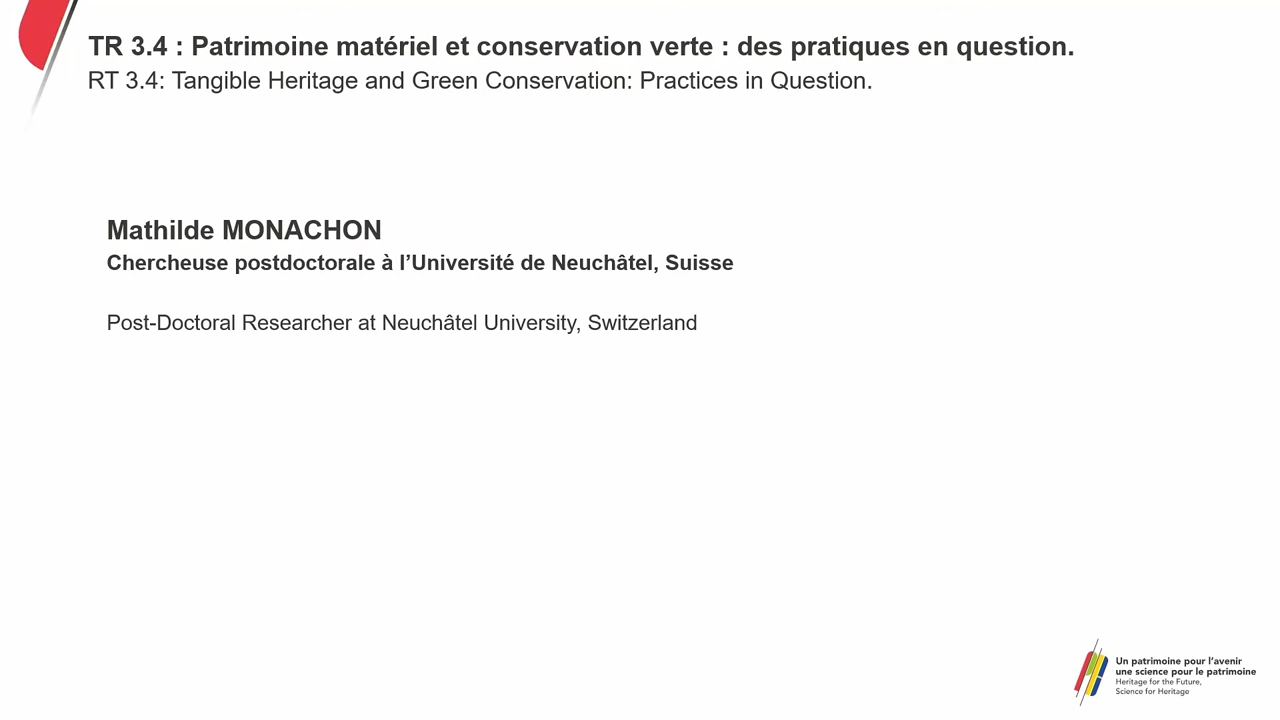 TR 3.4 : Patrimoine matériel et conservation verte : des pratiques en question.
RT 3.4: Tangible Heritage and Green Conservation: Practices in Question.
Mathilde MONACHON
Chercheuse postdoctorale à l’Université de Neuchâtel, Suisse
Post-Doctoral Researcher at Neuchâtel University, Switzerland
Un patrimoine pour l’avenir
une science pour le patrimoine
Heritage for the Future,
Science for Heritage